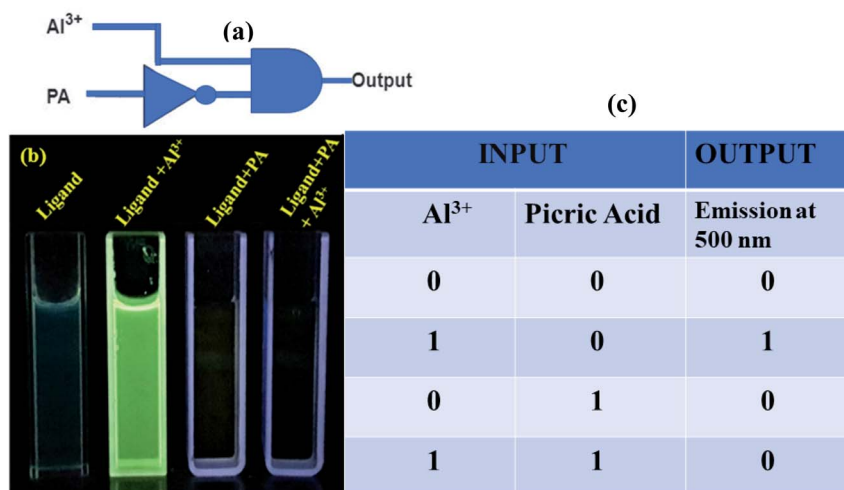 (a)
Al³⁺
PA
Output
(b)
Ligand
Ligand +Al³⁺
Ligand+PA
Ligand+PA
+ Al³⁺
(c)
INPUT OUTPUT
Al³⁺ Picric Acid Emission at
500 nm
0 0 0
1 0 1
0 1 0
1 1 0